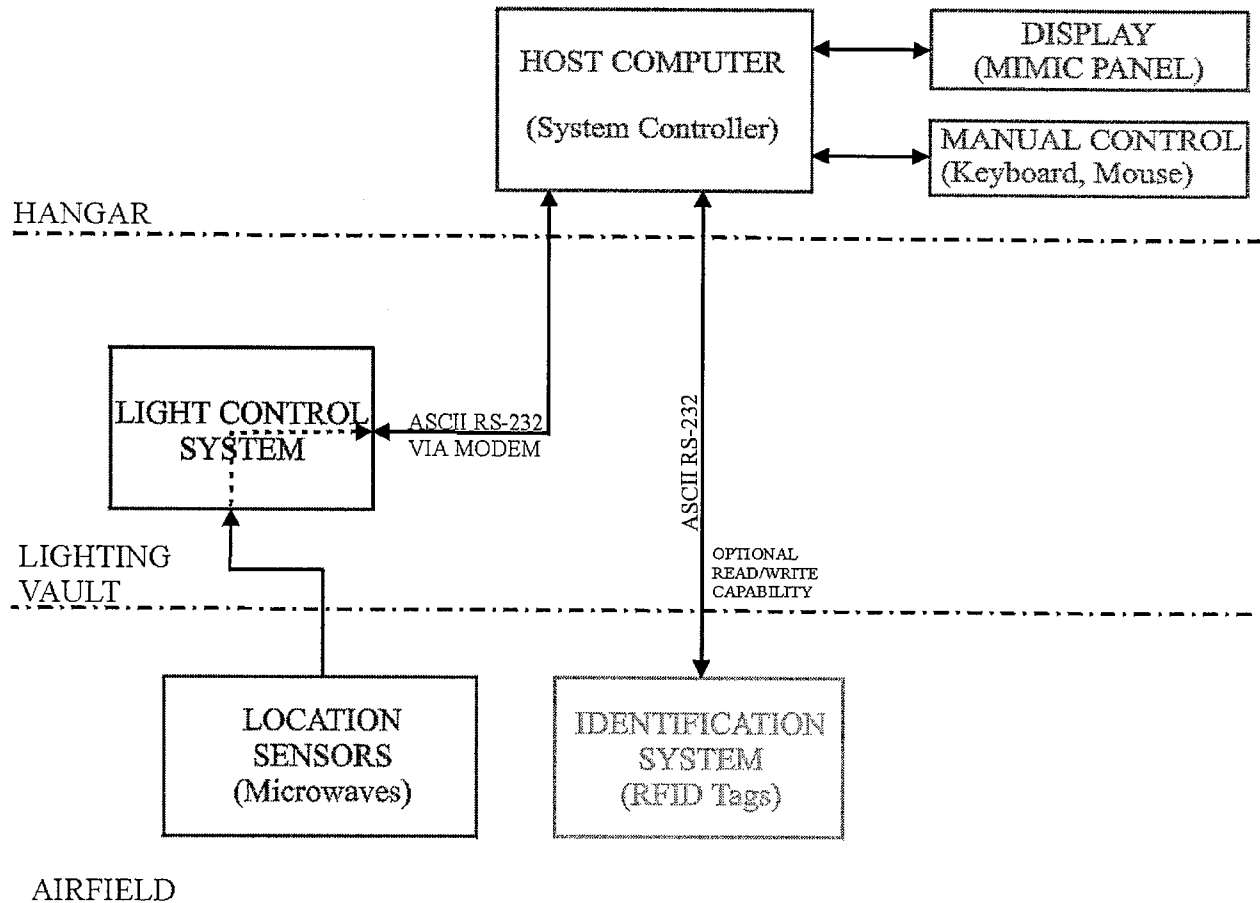 HOST COMPUTER
(System Controller)
DISPLAY
(MIMIC PANEL)
MANUAL CONTROL
(Keyboard, Mouse)
HANGAR
LIGHT CONTROL
SYSTEM
ASCII RS-232
VIA MODEM
ASCII RS-232
OPTIONAL
READ/WRITE
CAPABILITY
LIGHTING
VAULT
LOCATION
SENSORS
(Microwaves)
IDENTIFICATION
SYSTEM
(RFID Tags)
AIRFIELD